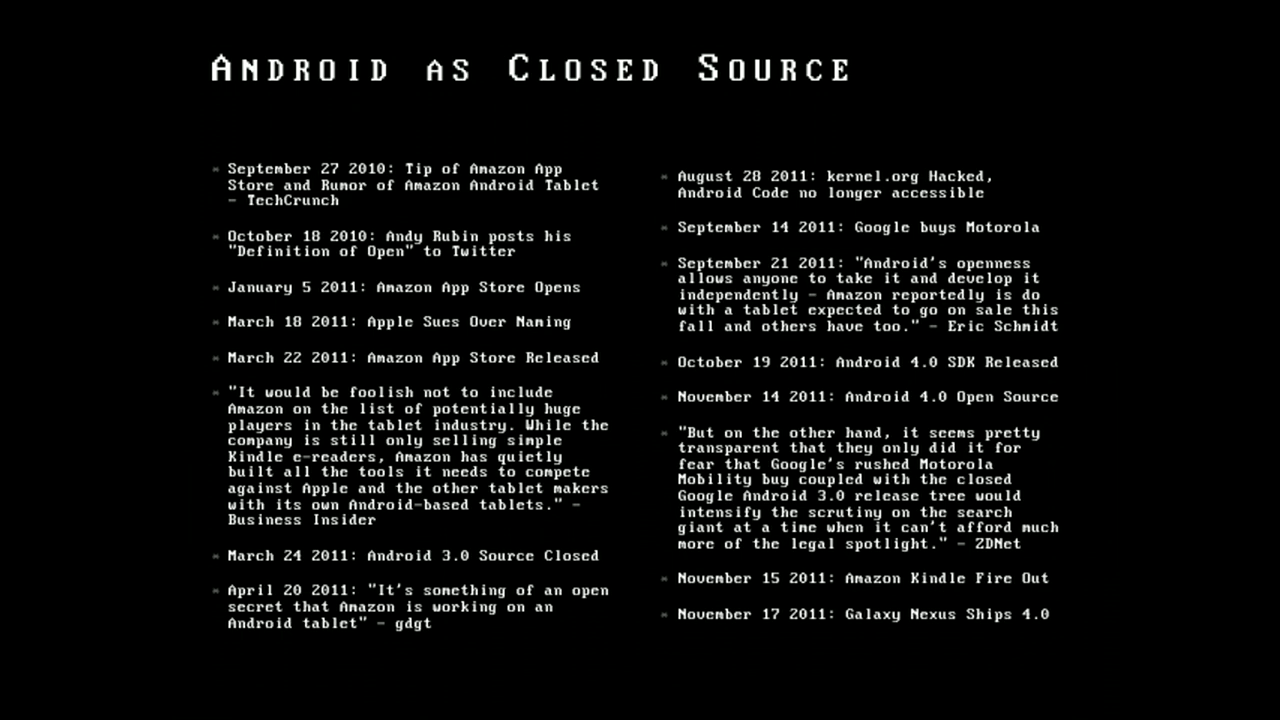 Android as Closed Source
* September 27 2010: Tip of Amazon App
Store and Rumor of Amazon Android Tablet
- TechCrunch
* October 18 2010: Andy Rubin posts his
"Definition of Open" to Twitter
* January 5 2011: Amazon App Store Opens
* March 18 2011: Apple Sues Over Naming
* March 22 2011: Amazon App Store Released
* "It would be foolish not to include
Amazon on the list of potentially huge
players in the tablet industry. While the
company is still only selling simple
Kindle e-readers, Amazon has quietly
built all the tools it needs to compete
against Apple and the other tablet makers
with its own Android-based tablets." -
Business Insider
* March 24 2011: Android 3.0 Source Closed
* April 20 2011: "It's something of an open
secret that Amazon is working on an
Android tablet" - gdgt
* August 28 2011: kernel.org Hacked,
Android Code no longer accessible
* September 14 2011: Google buys Motorola
* September 21 2011: "Android's openness
allows anyone to take it and develop it
independently - Amazon reportedly is do
with a tablet expected to go on sale this
fall and others have too." - Eric Schmidt
* October 19 2011: Android 4.0 SDK Released
* November 14 2011: Android 4.0 Open Source
* "But on the other hand, it seems pretty
transparent that they only did it for
fear that Google's rushed Motorola
Mobility buy coupled with the closed
Google Android 3.0 release tree would
intensify the scrutiny on the search
giant at a time when it can't afford much
more of the legal spotlight." - ZDNet
* November 15 2011: Amazon Kindle Fire Out
* November 17 2011: Galaxy Nexus Ships 4.0